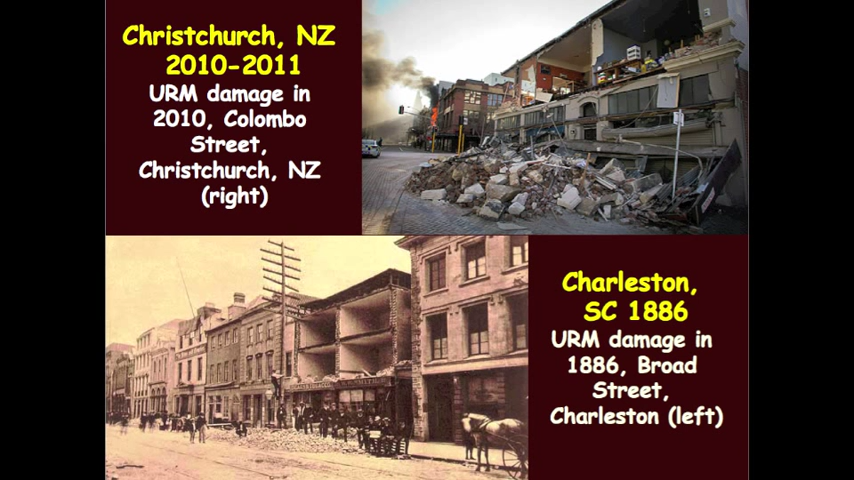 Christchurch, NZ
2010-2011
URM damage in
2010, Colombo
Street,
Christchurch, NZ
(right)
Charleston,
SC 1886
URM damage in
1886, Broad
Street,
Charleston (left)